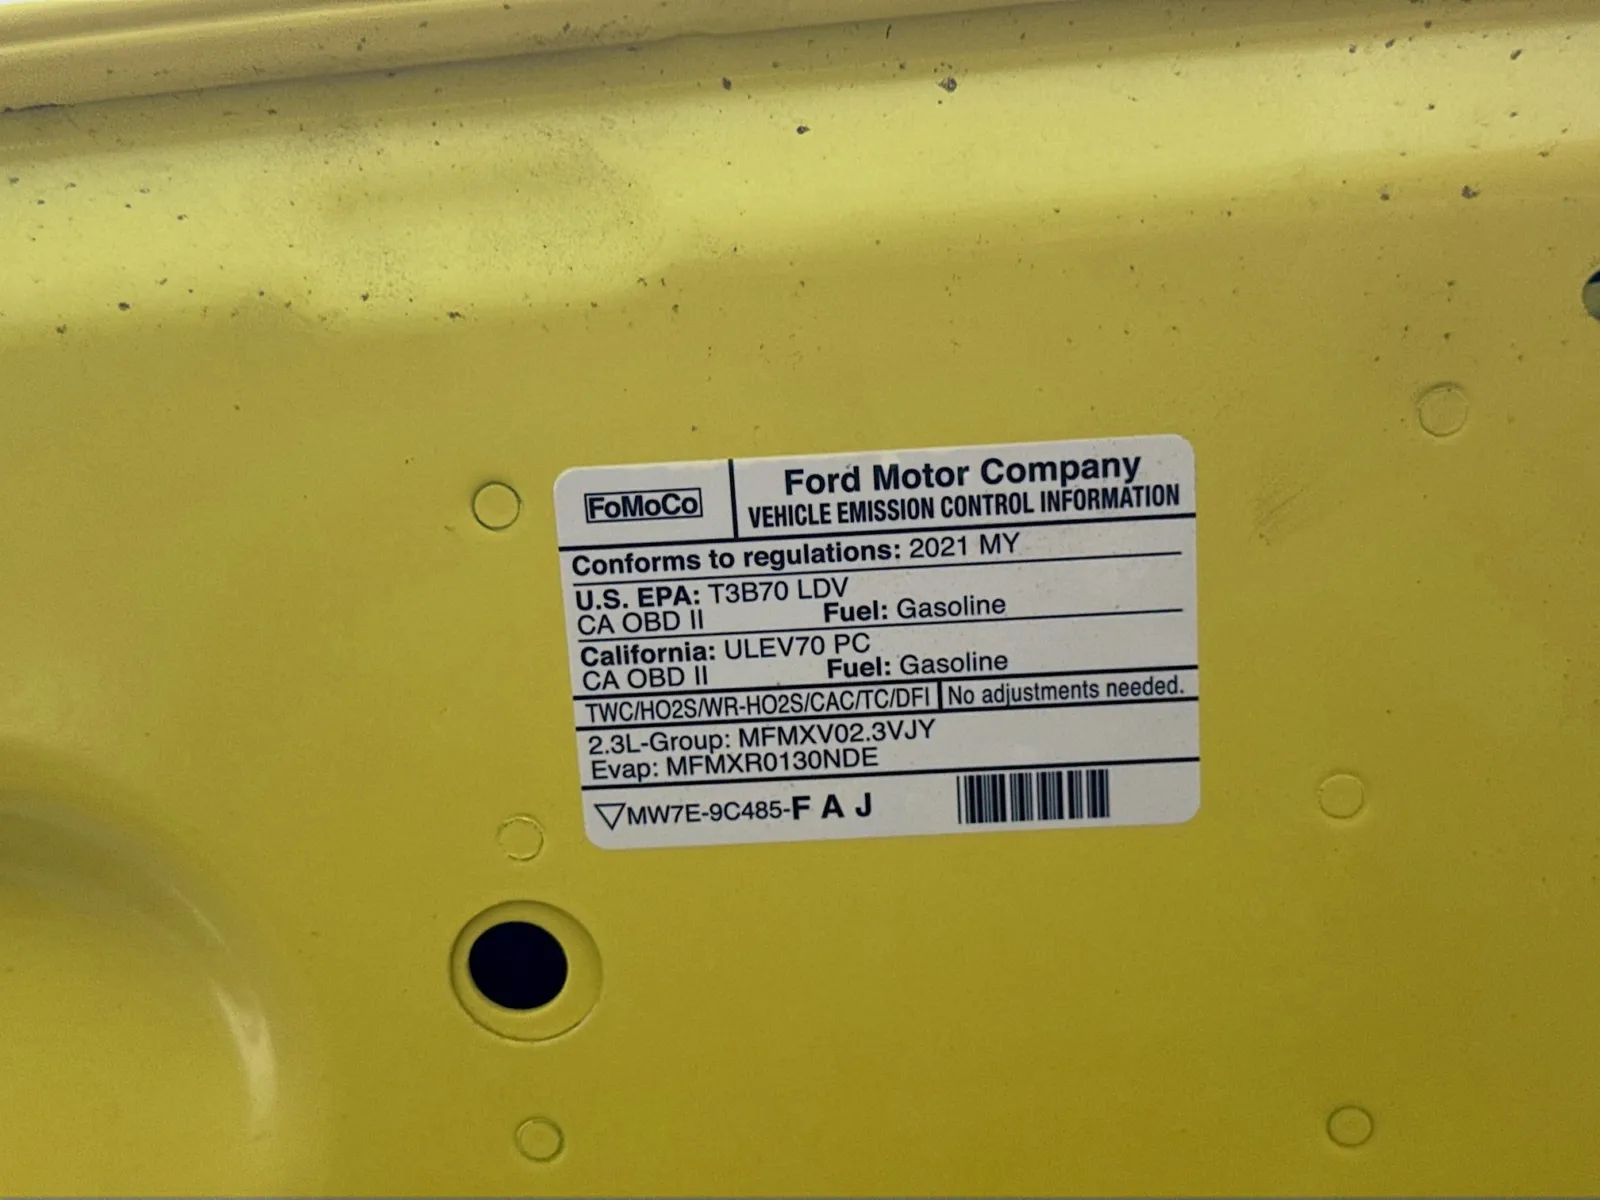 FoMoCo
Ford Motor Company
VEHICLE EMISSION CONTROL INFORMATION
Conforms to regulations: 2021 MY
U.S. EPA: T3B70 LDV
CA OBD II Fuel: Gasoline
California: ULEV70 PC
CA OBD II Fuel: Gasoline
TWC/HO2S/WR-HO2S/CAC/TC/DFI No adjustments needed.
2.3L-Group: MFMXV02.3VJY
Evap: MFMXR0130NDE
MW7E-9C485-F A J